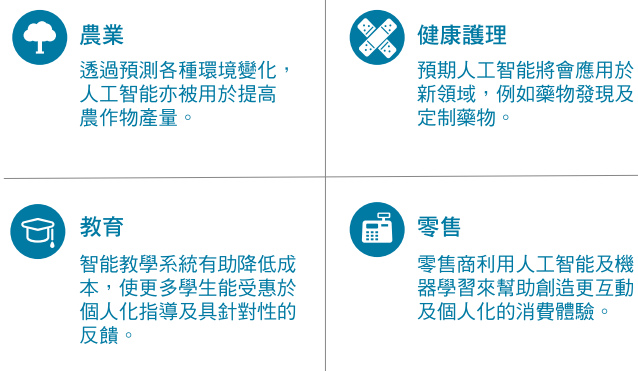 農業
透過預測各種環境變化，
人工智能亦被用於提高
農作物產量。
健康護理
預期人工智能將會應用於
新領域，例如藥物發現及
定制藥物。
教育
智能教學系統有助降低成
本，使更多學生能受惠於
個人化指導及具針對性的
反饋。
零售
零售商利用人工智能及機
器學習來幫助創造更互動
及個人化的消費體驗。